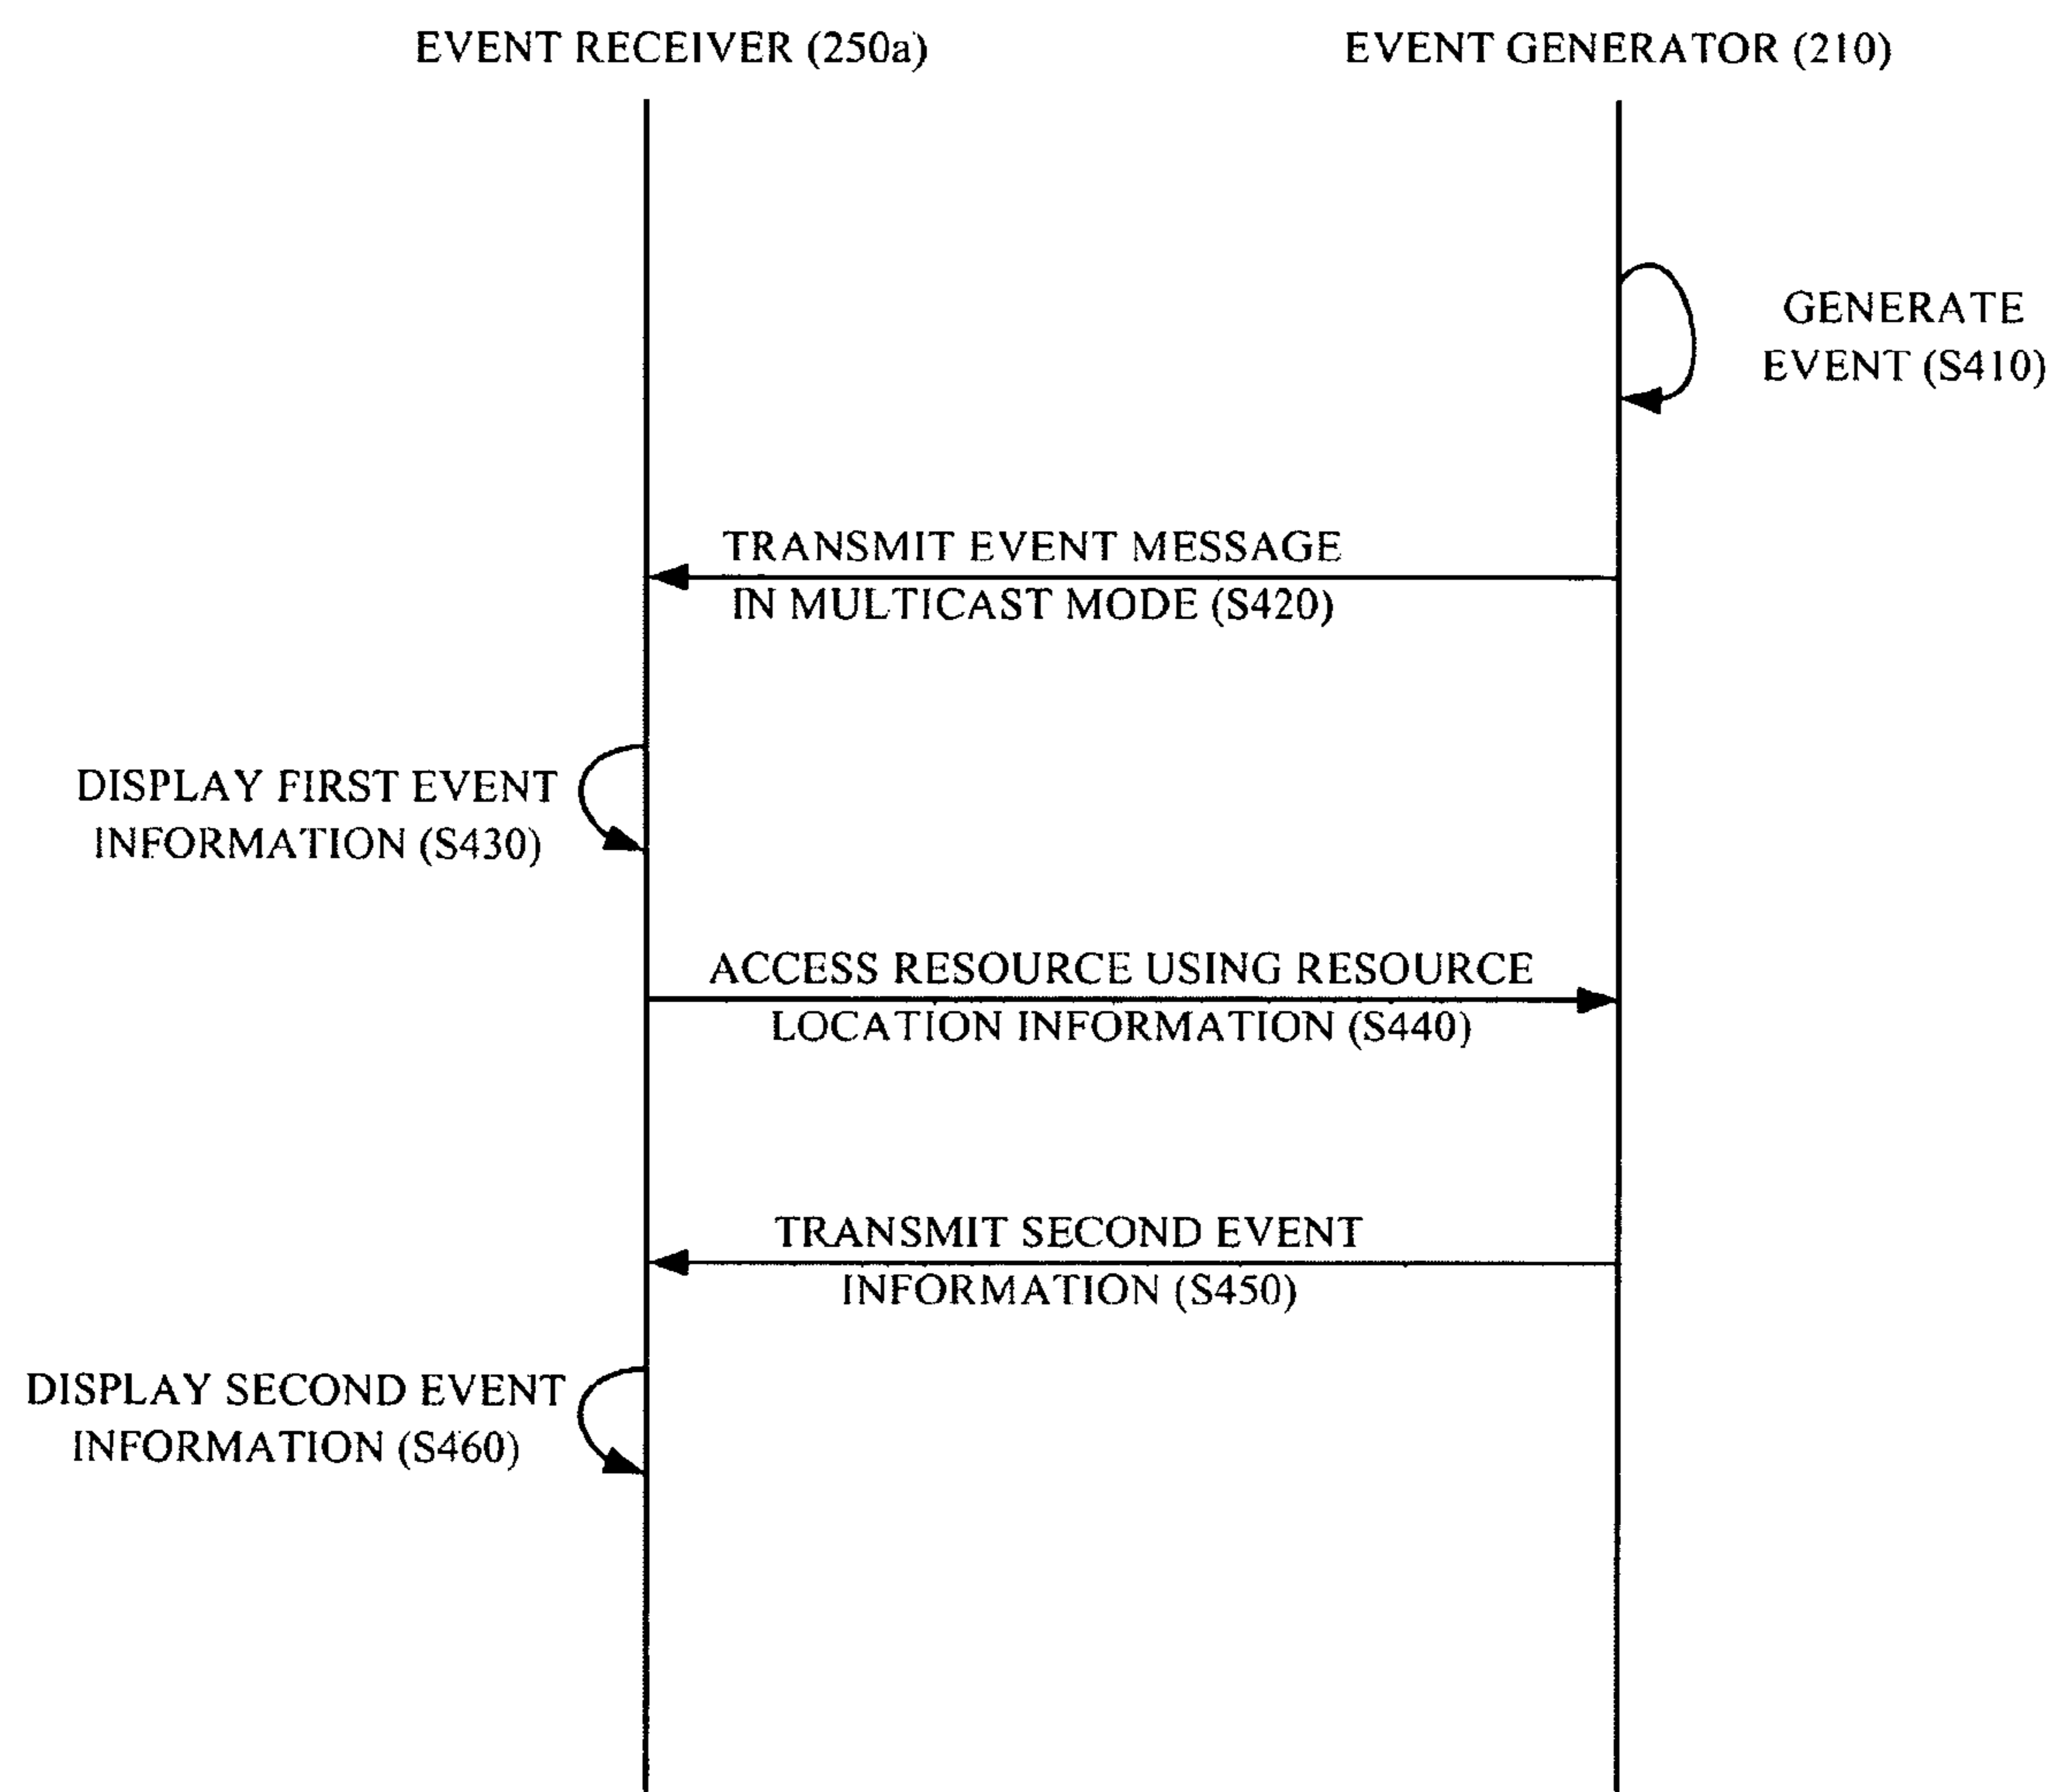 EVENT RECEIVER (250a)
EVENT GENERATOR (210)
GENERATE
EVENT (S410)
TRANSMIT EVENT MESSAGE
IN MULTICAST MODE (S420)
DISPLAY FIRST EVENT
INFORMATION (S430)
ACCESS RESOURCE USING RESOURCE
LOCATION INFORMATION (S440)
TRANSMIT SECOND EVENT
INFORMATION (S450)
DISPLAY SECOND EVENT
INFORMATION (S460)